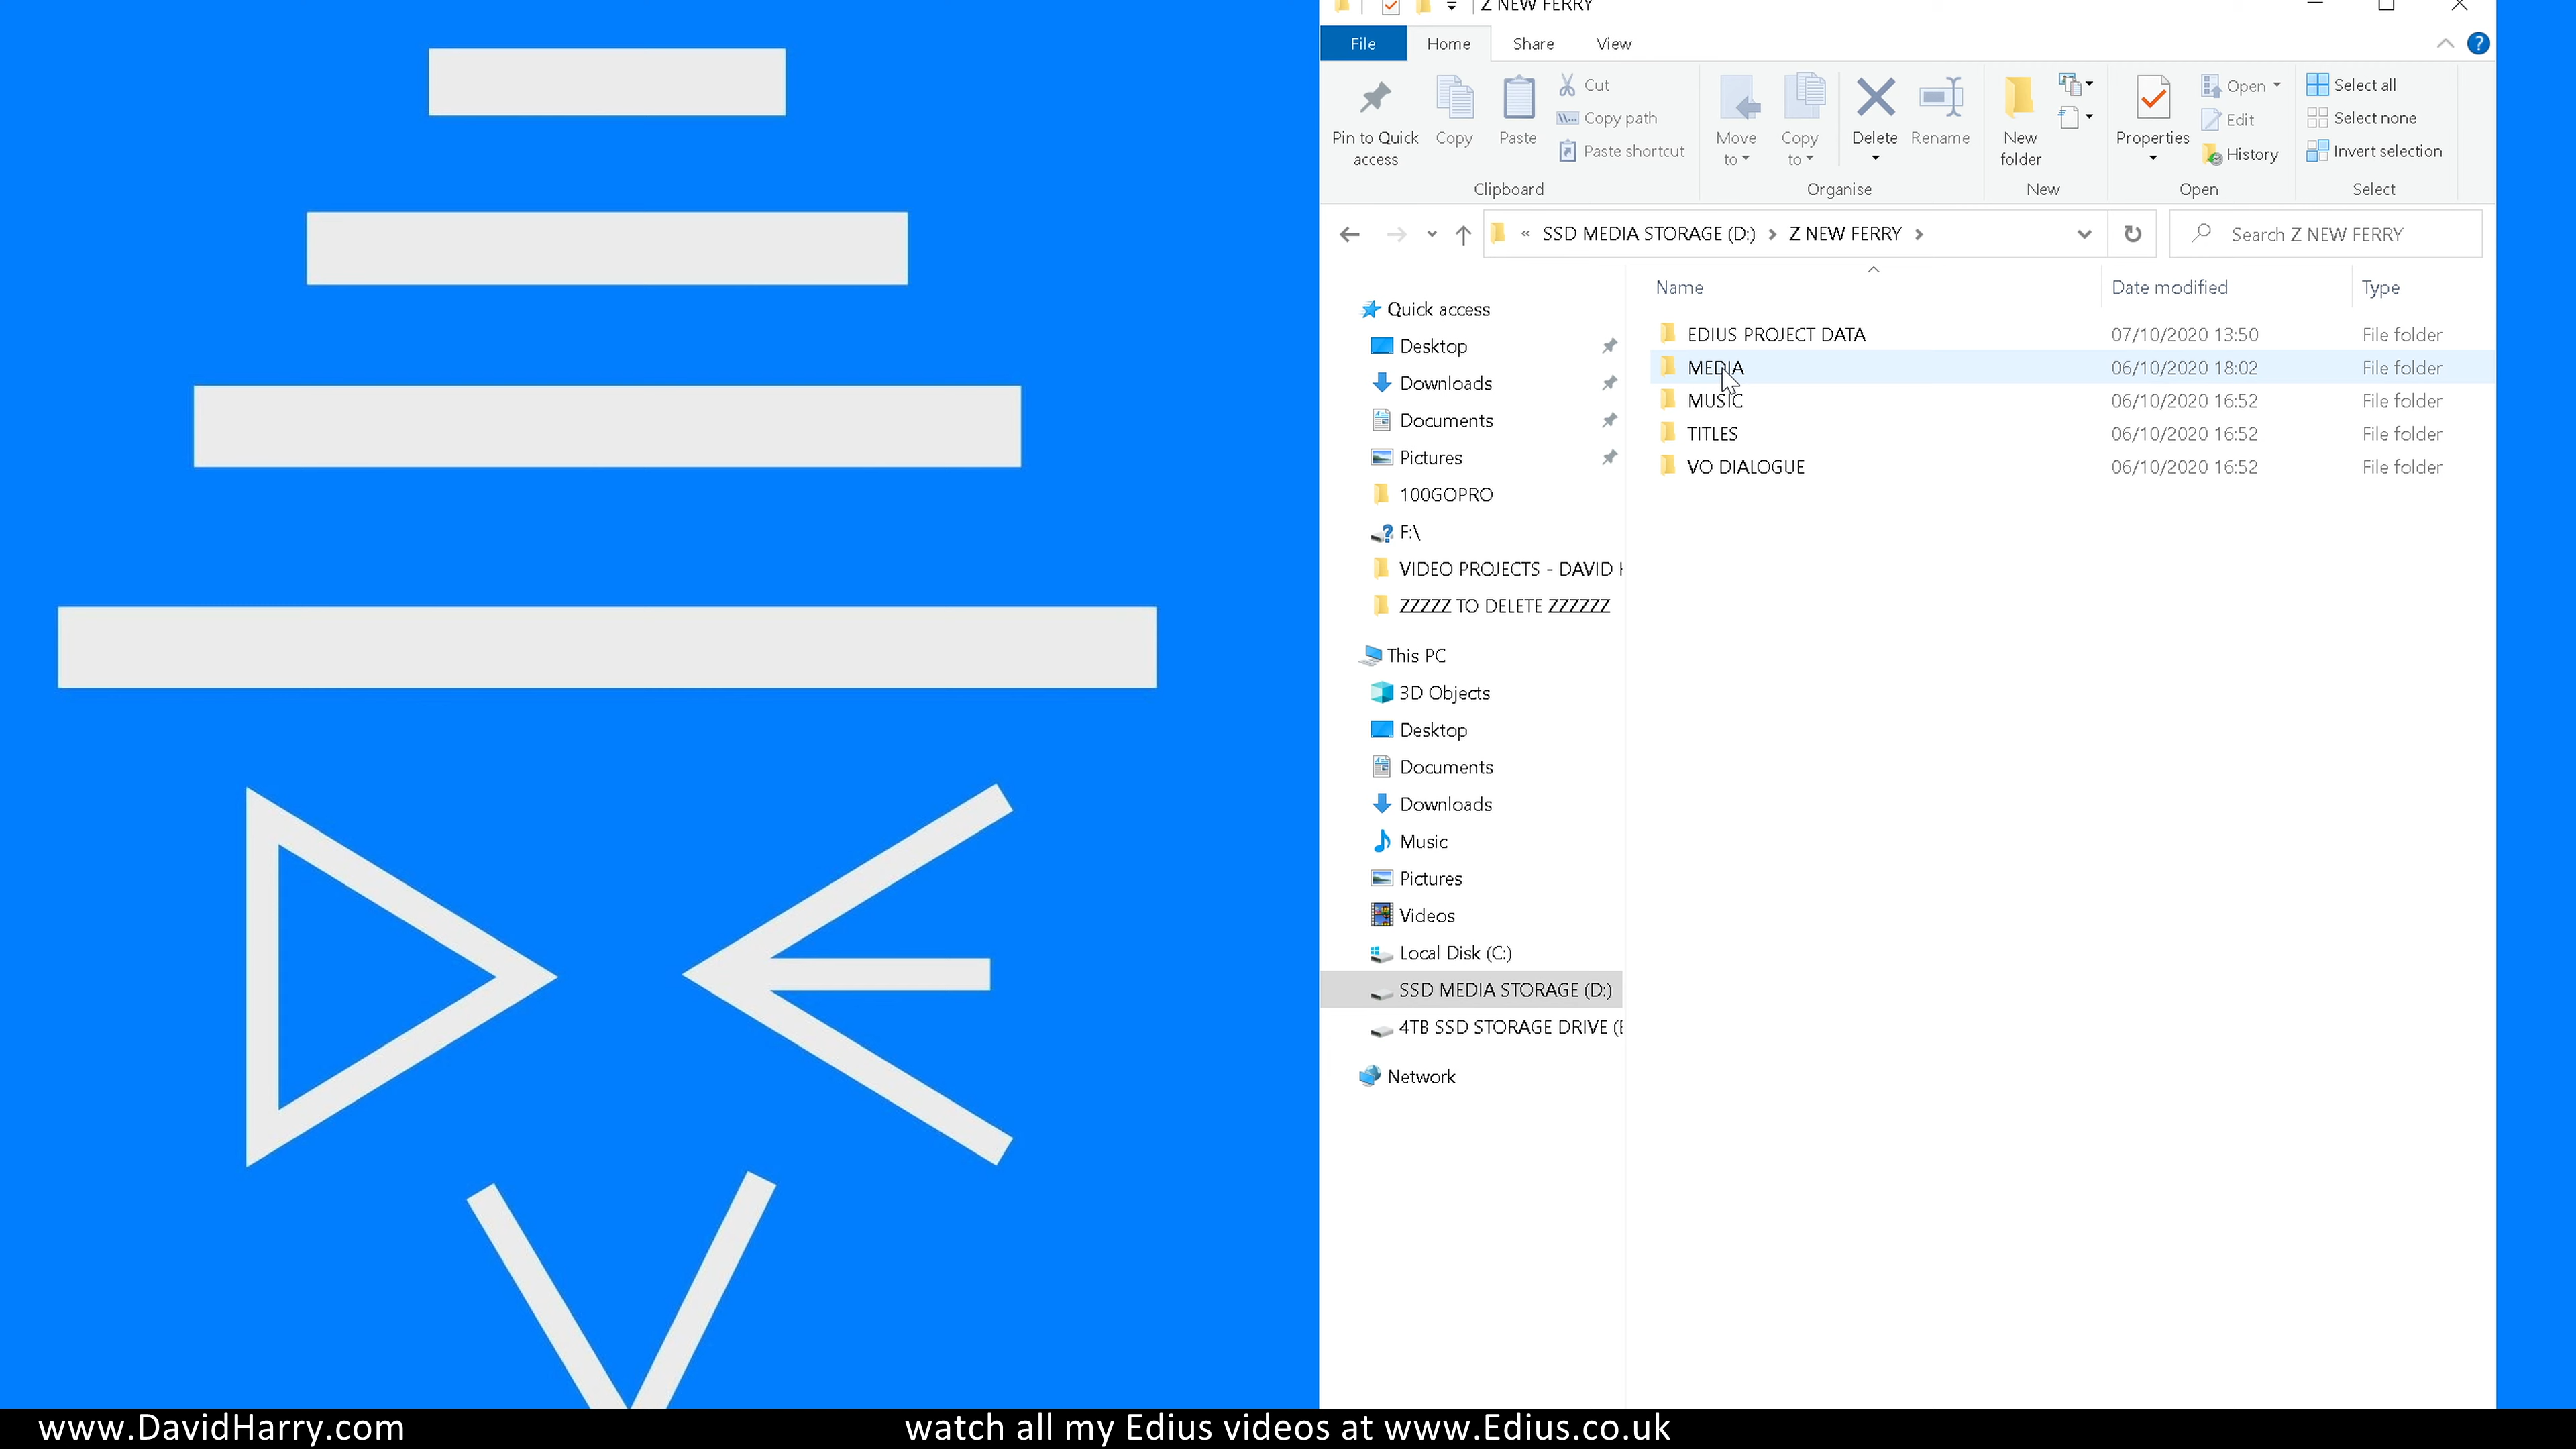 Z NEW FERRY
File Home Share View
Pin to Quick access
Copy
Paste
Cut
Copy path
Paste shortcut
Move to
Copy to
Delete
Rename
New folder
Properties
Open
Edit
History
Select all
Select none
Invert selection
Clipboard Organise New Open Select
« SSD MEDIA STORAGE (D:) > Z NEW FERRY >
Search Z NEW FERRY
Name Date modified Type
EDIUS PROJECT DATA 07/10/2020 13:50 File folder
MEDIA 06/10/2020 18:02 File folder
MUSIC 06/10/2020 16:52 File folder
TITLES 06/10/2020 16:52 File folder
VO DIALOGUE 06/10/2020 16:52 File folder
Quick access
Desktop
Downloads
Documents
Pictures
100GOPRO
F:\
VIDEO PROJECTS - DAVID
ZZZZZ TO DELETE ZZZZZZ
This PC
3D Objects
Desktop
Documents
Downloads
Music
Pictures
Videos
Local Disk (C:)
SSD MEDIA STORAGE (D:)
4TB SSD STORAGE DRIVE (
Network
www.DavidHarry.com
watch all my Edius videos at www.Edius.co.uk